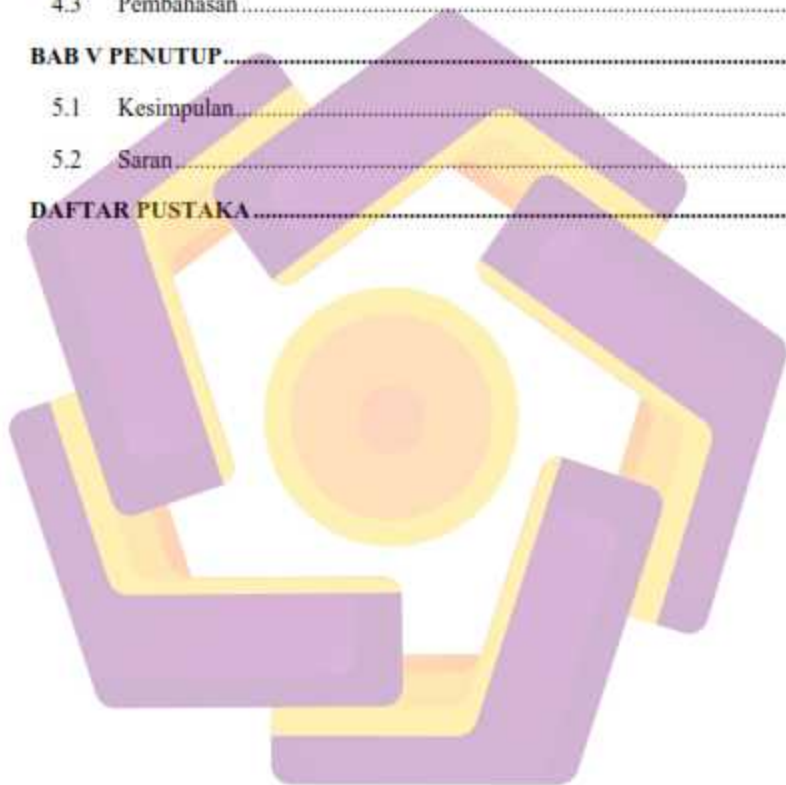 4.3 Pembahasan
BAB V PENUTUP
5.1 Kesimpulan
5.2 Saran
DAFTAR PUSTAKA